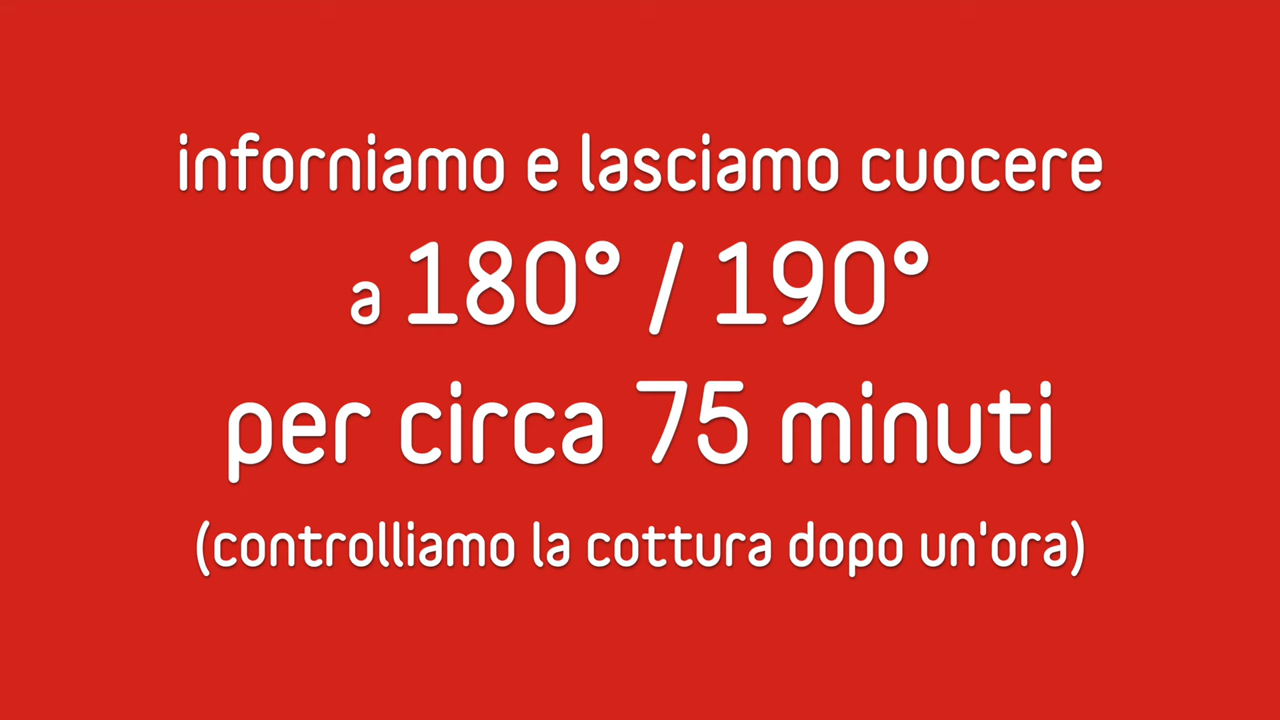 inforniamo e lasciamo cuocere
a 180° / 190°
per circa 75 minuti
(controlliamo la cottura dopo un'ora)